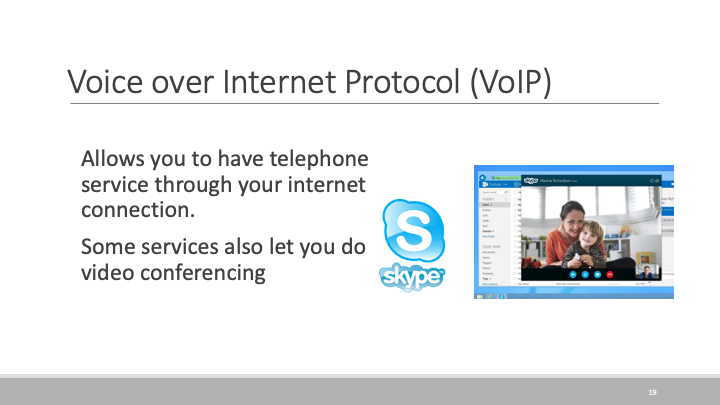 Voice over Internet Protocol (VoIP)
Allows you to have telephone
service through your internet
connection.
Some services also let you do
video conferencing
S
skype
skype
19